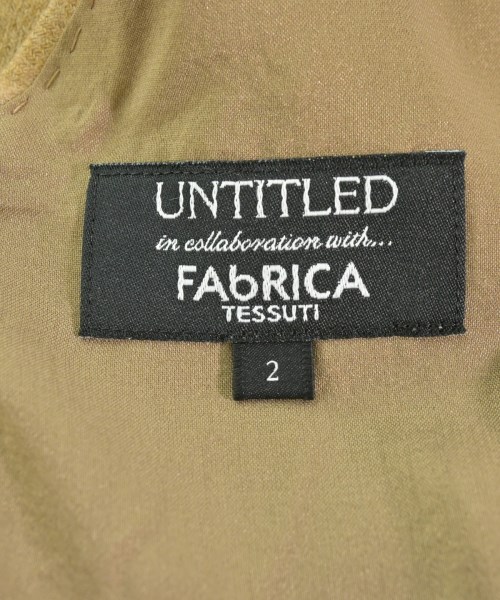 UNTITLED
in collaboration with...
FAbRICA
TESSUTI
2